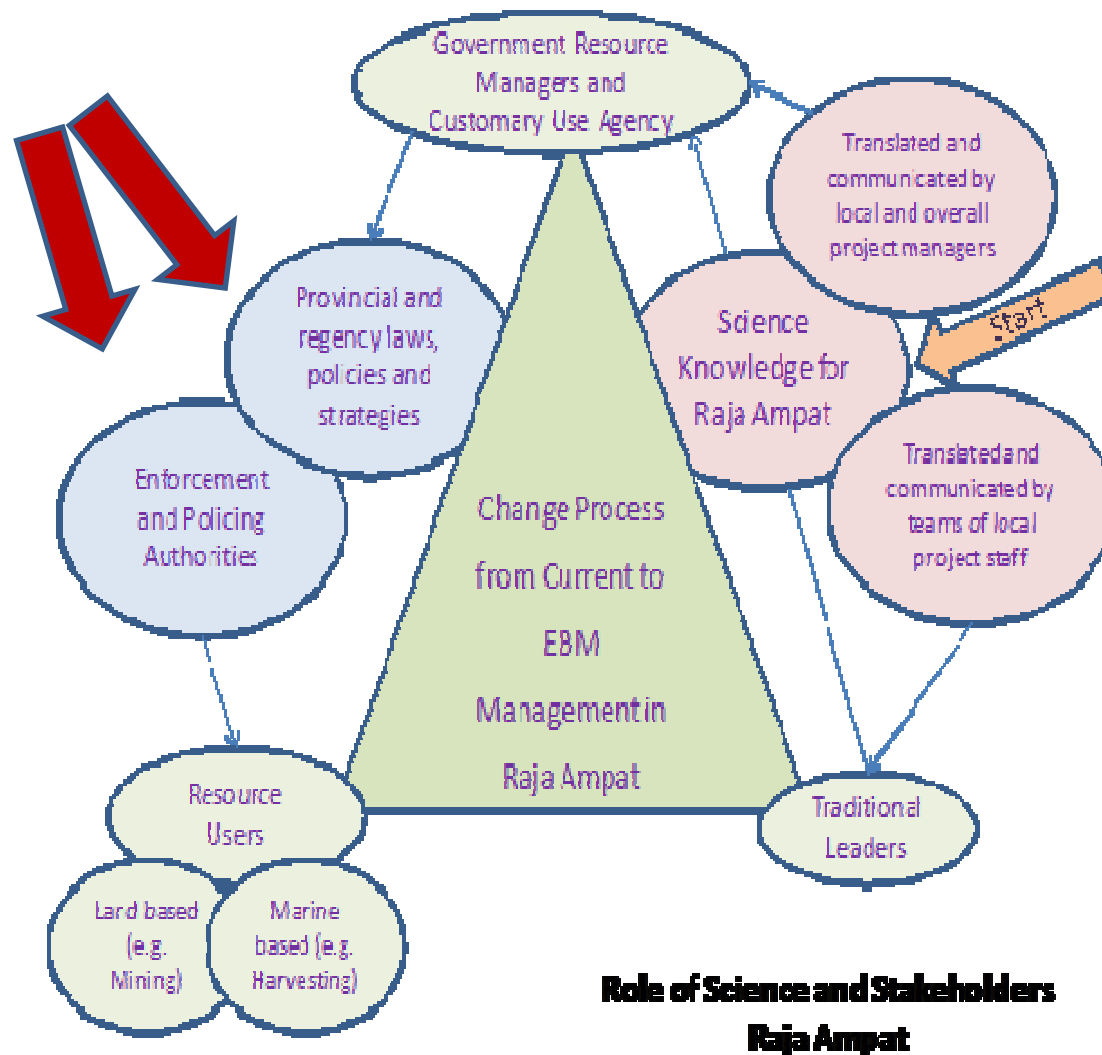 Government Resource
Managers and
Customary Use Agency
Translated and
communicated by
local and overall
project managers
Provincial and
regency laws,
policies and
strategies
Science
Knowledge for
Raja Ampat
Start
Enforcement
and Policing
Authorities
Translated and
communicated by
teams of local
project staff
Change Process
from Current to
EBM
Management in
Raja Ampat
Resource
Users
Traditional
Leaders
Land based
(e.g.
Mining)
Marine
based (e.g.
Harvesting)
Role of Science and Stakeholders
Raja Ampat